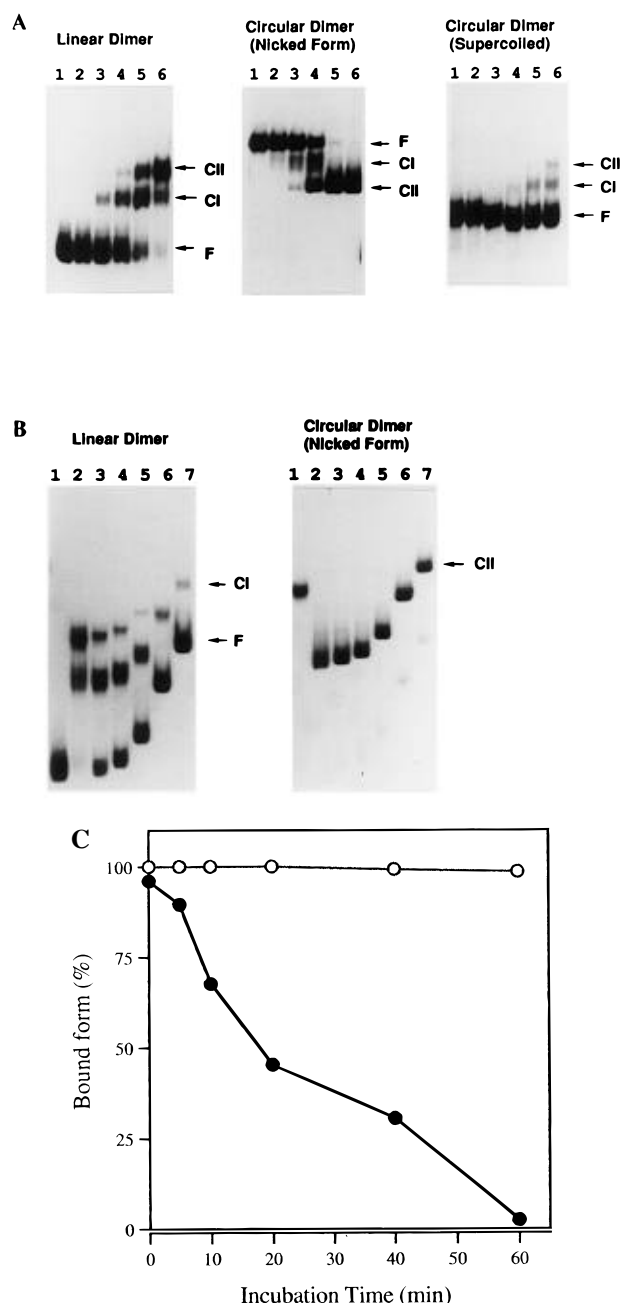 A
Linear Dimer
1 2 3 4 5 6
CII
CI
F
Circular Dimer
(Nicked Form)
1 2 3 4 5 6
F
CI
CII
Circular Dimer
(Supercoiled)
1 2 3 4 5 6
CII
CI
F
B
Linear Dimer
1 2 3 4 5 6 7
CI
F
Circular Dimer
(Nicked Form)
1 2 3 4 5 6 7
CII
C
Bound form (%)
100
75
50
25
0
0 10 20 30 40 50 60
Incubation Time (min)